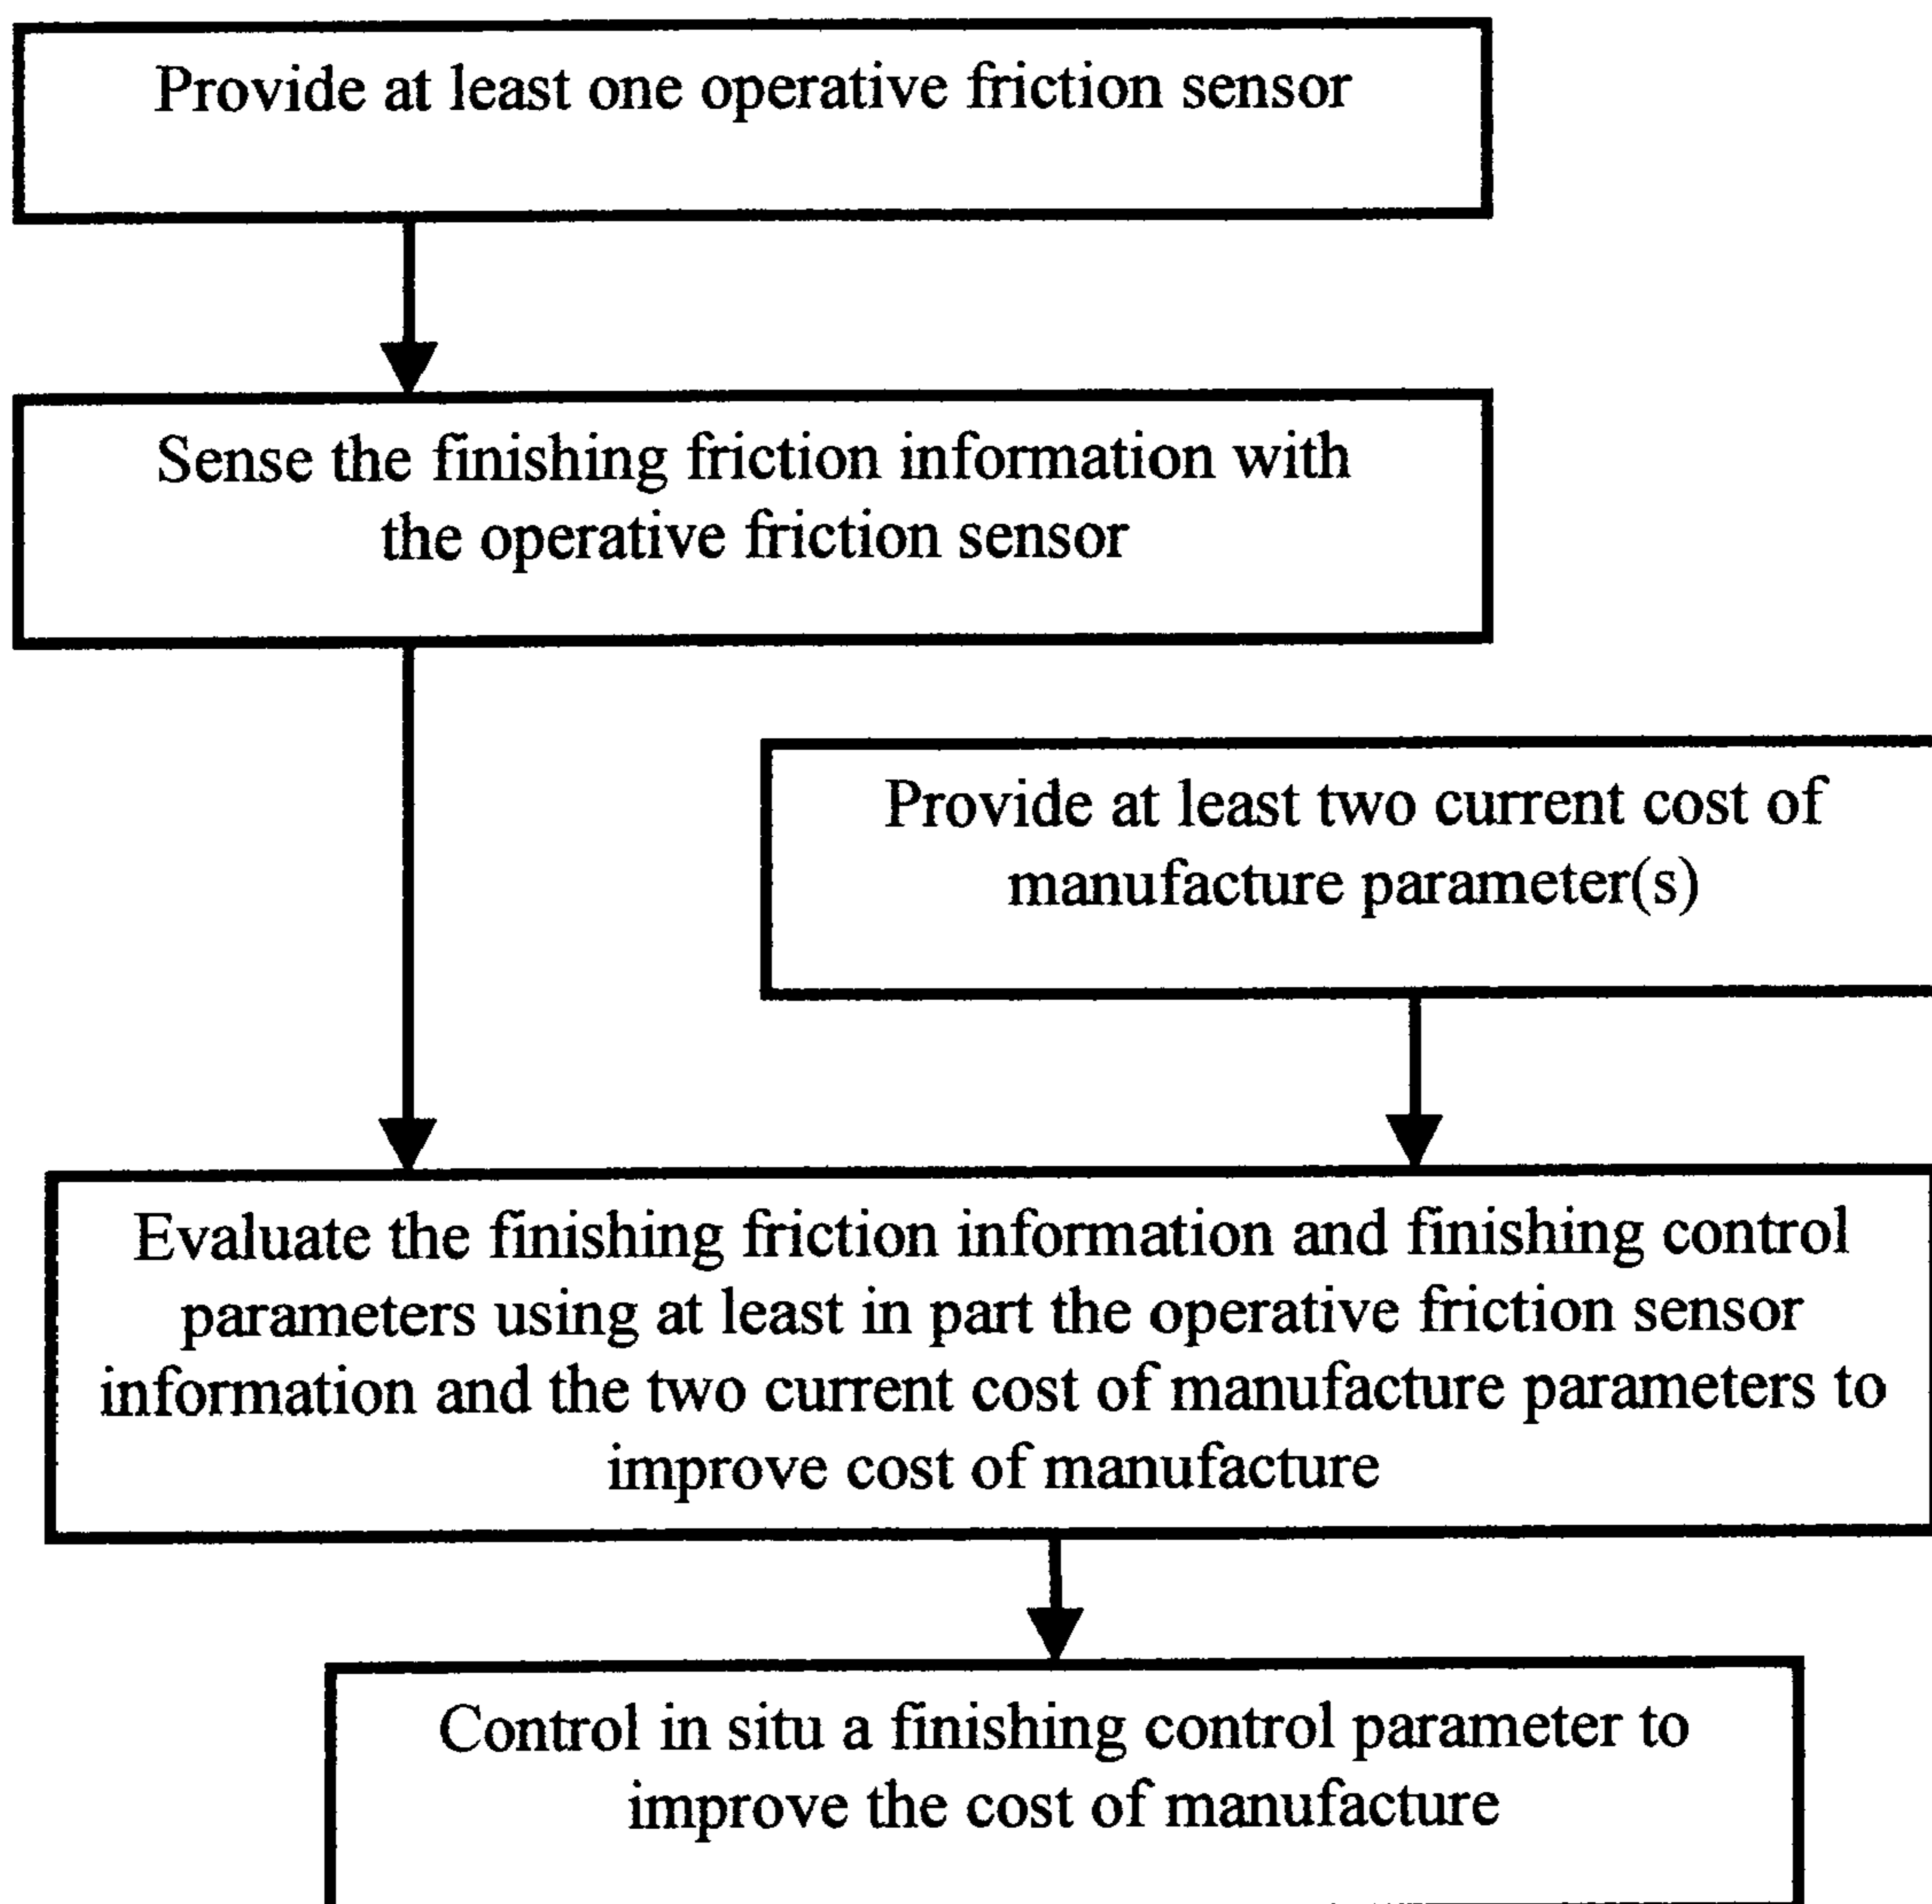 Provide at least one operative friction sensor
Sense the finishing friction information with
the operative friction sensor
Provide at least two current cost of
manufacture parameter(s)
Evaluate the finishing friction information and finishing control
parameters using at least in part the operative friction sensor
information and the two current cost of manufacture parameters to
improve cost of manufacture
Control in situ a finishing control parameter to
improve the cost of manufacture